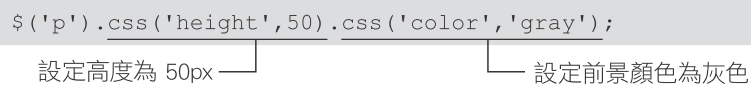 $('p').css('height',50).css('color','gray');
設定高度為 50px
設定前景顏色為灰色